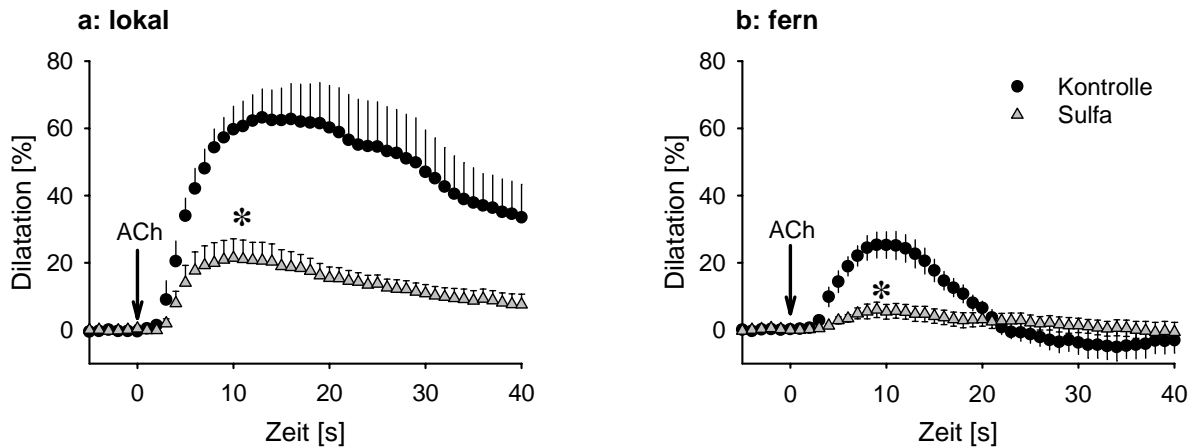 a: lokal
Dilatation [%]
80
60
40
20
0
ACh
*
0 10 20 30 40
Zeit [s]
b: fern
Dilatation [%]
80
60
40
20
0
ACh
*
Kontrolle
Sulfa
0 10 20 30 40
Zeit [s]